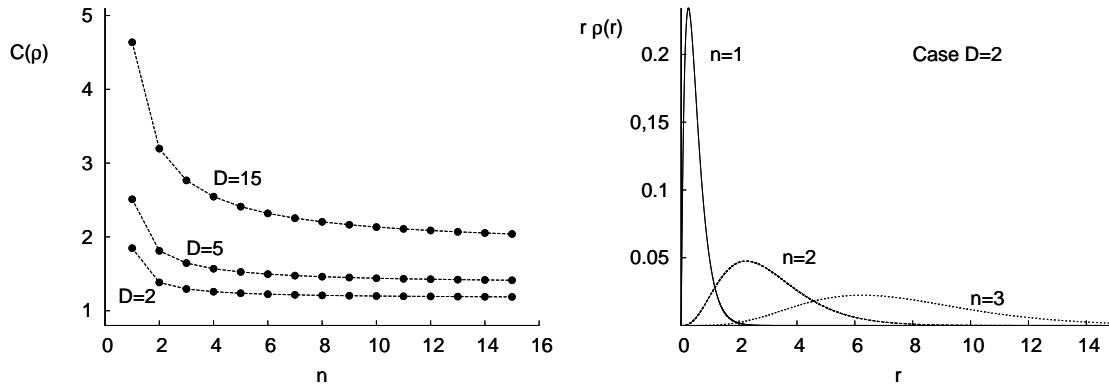 5
C(ρ)
4
3
2
1
D=15
D=5
D=2
0 2 4 6 8 10 12 14 16
n
r ρ(r)
0.2
0,15
0.1
0.05
n=1
Case D=2
n=2
n=3
0 2 4 6 8 10 12 14
r